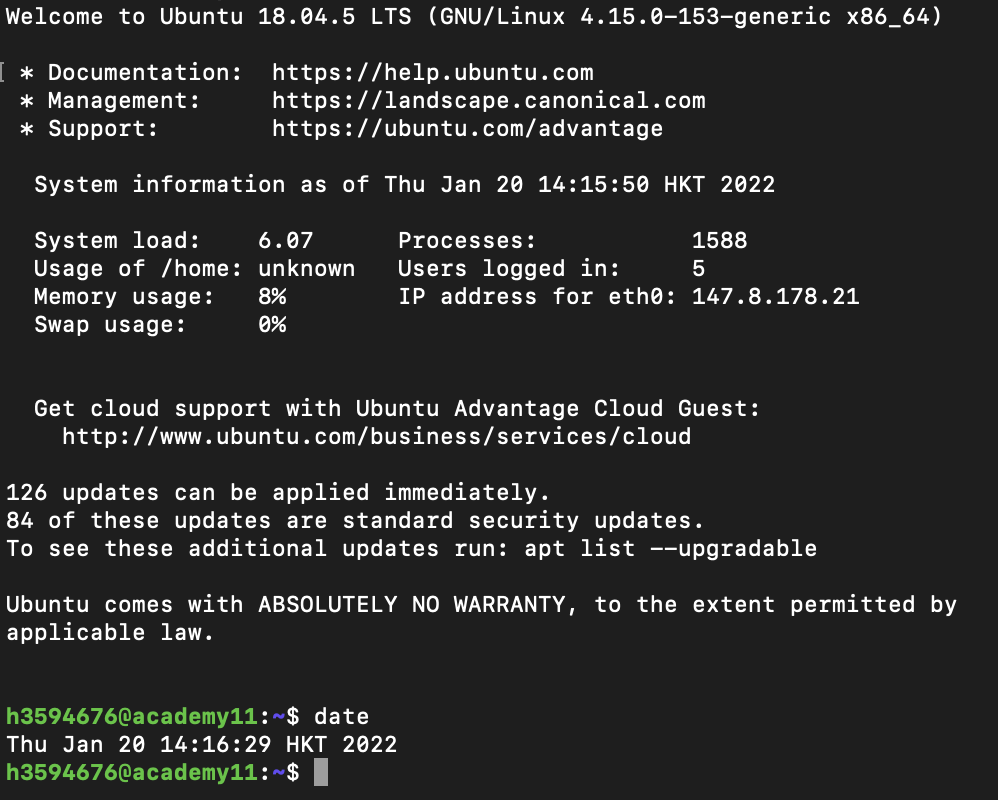 Welcome to Ubuntu 18.04.5 LTS (GNU/Linux 4.15.0-153-generic x86_64)
* Documentation:  https://help.ubuntu.com
* Management:     https://landscape.canonical.com
* Support:        https://ubuntu.com/advantage
System information as of Thu Jan 20 14:15:50 HKT 2022
System load:    6.07      Processes:           1588
Usage of /home: unknown   Users logged in:     5
Memory usage:   8%        IP address for eth0: 147.8.178.21
Swap usage:     0%
Get cloud support with Ubuntu Advantage Cloud Guest:
http://www.ubuntu.com/business/services/cloud
126 updates can be applied immediately.
84 of these updates are standard security updates.
To see these additional updates run: apt list --upgradable
Ubuntu comes with ABSOLUTELY NO WARRANTY, to the extent permitted by
applicable law.
h3594676@academy11:~$ date
Thu Jan 20 14:16:29 HKT 2022
h3594676@academy11:~$